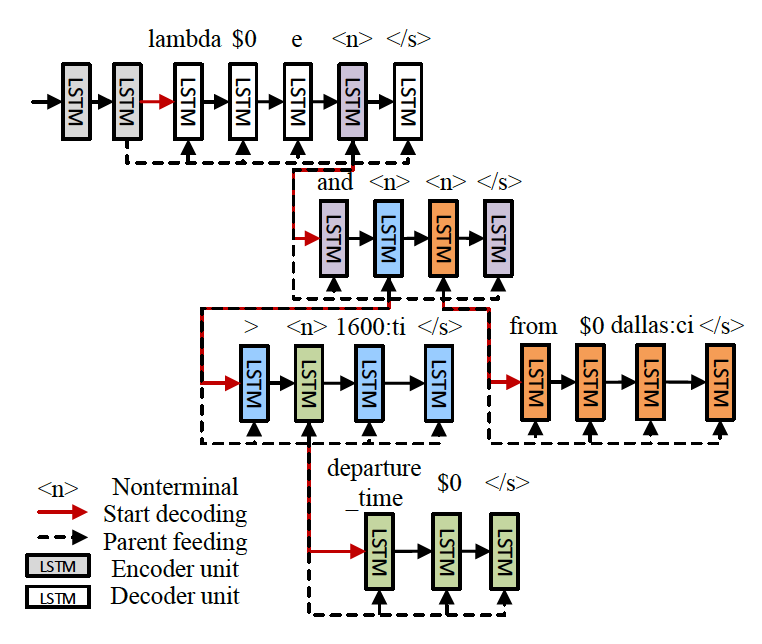 lambda $0 e <n> </s>
LSTM LSTM LSTM LSTM LSTM LSTM LSTM
and <n> <n> </s>
LSTM LSTM LSTM LSTM
> <n> 1600:ti </s> from $0 dallas:ci </s>
LSTM LSTM LSTM LSTM LSTM LSTM LSTM LSTM
departure
_time $0 </s>
LSTM LSTM LSTM
<n> Nonterminal
Start decoding
Parent feeding
LSTM Encoder unit
LSTM Decoder unit